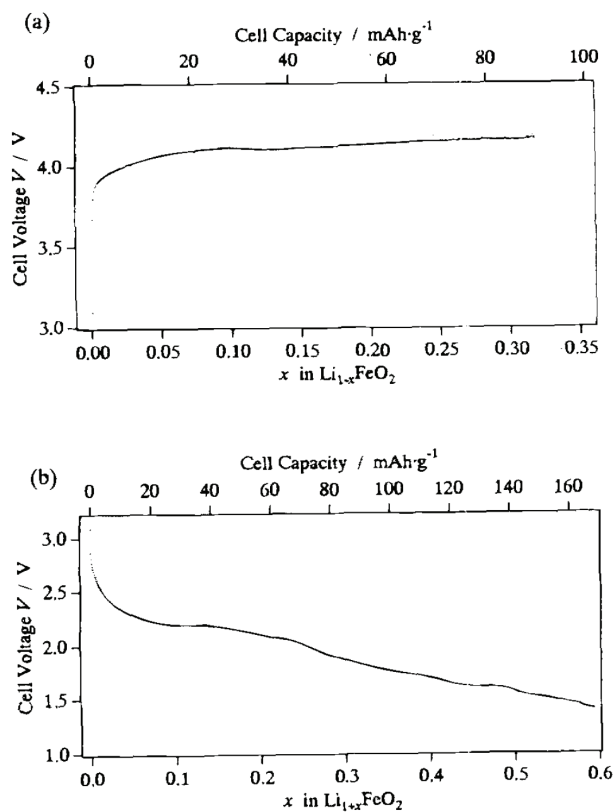 (a)
Cell Capacity / mAh·g⁻¹
0 20 40 60 80 100
4.5
4.0
3.5
3.0
Cell Voltage V / V
0.00 0.05 0.10 0.15 0.20 0.25 0.30 0.35
x in Li₁₋ₓFeO₂
(b)
Cell Capacity / mAh·g⁻¹
0 20 40 60 80 100 120 140 160
3.0
2.5
2.0
1.5
1.0
Cell Voltage V / V
0.0 0.1 0.2 0.3 0.4 0.5 0.6
x in Li₁₊ₓFeO₂